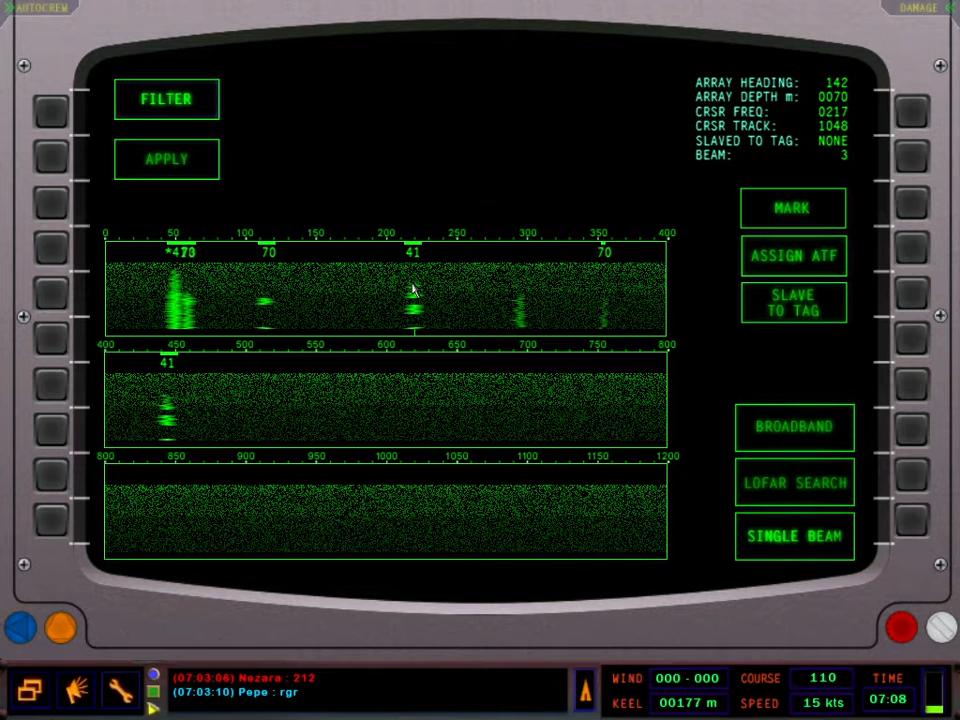 AUTOCREW
DAMAGE
FILTER
APPLY
ARRAY HEADING: 142
ARRAY DEPTH m: 0070
CRSR FREQ: 0217
CRSR TRACK: 1048
SLAVED TO TAG: NONE
BEAM: 3
MARK
ASSIGN ATF
SLAVE
TO TAG
0 50 100 150 200 250 300 350 400
70 41 70
400 450 500 550 600 650 700 750 800
41
800 850 900 950 1000 1050 1100 1150 1200
BROADBAND
LOFAR SEARCH
SINGLE BEAM
(07:03:06) Nezara : 212
(07:03:10) Pepe : rgr
WIND 000 - 000 COURSE 110 TIME
KEEL 00177 m SPEED 15 kts 07:08